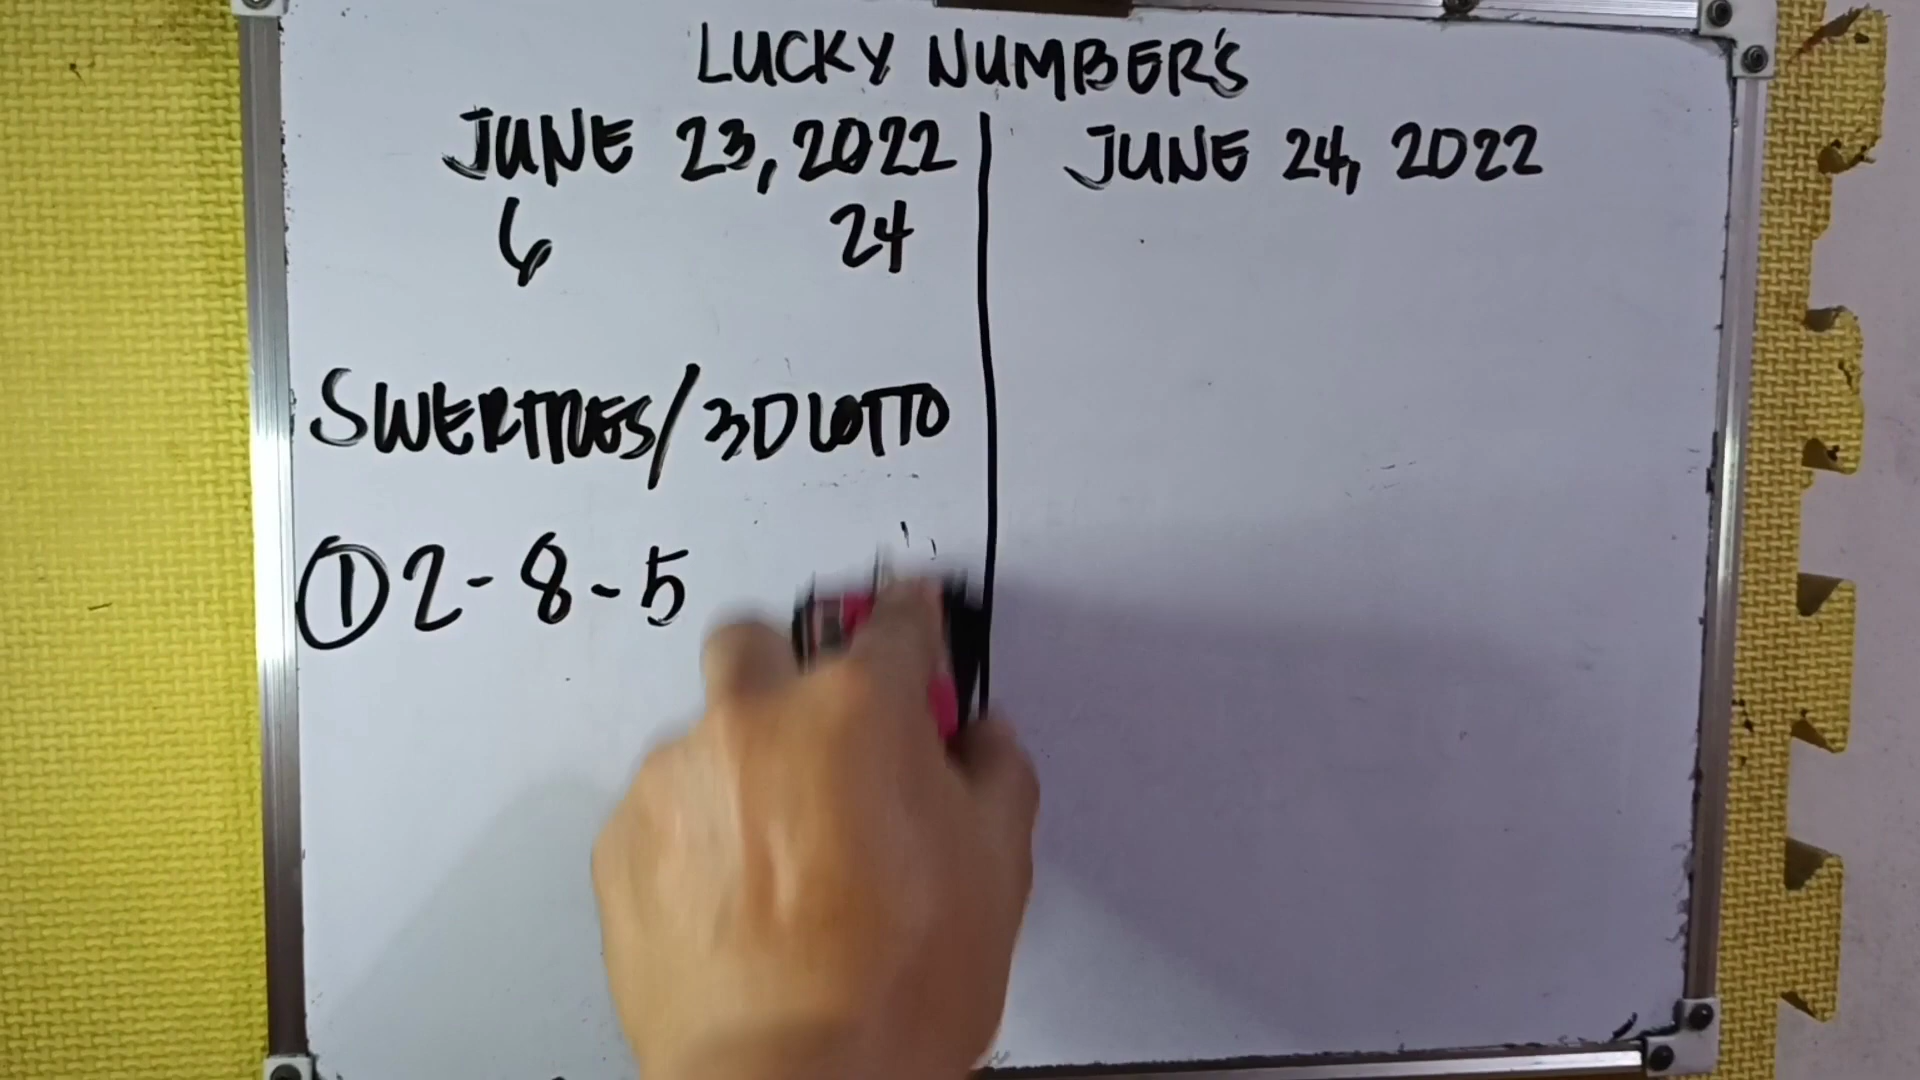 LUCKY NUMBER'S
JUNE 23, 2022
6 24
SWERTRES/3D LOTTO
① 2-8-5
JUNE 24, 2022